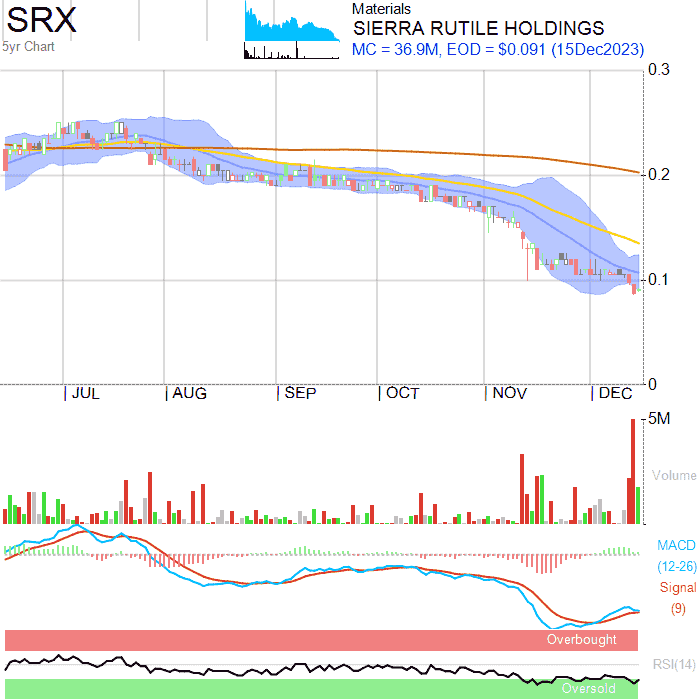 SRX
5yr Chart
Materials
SIERRA RUTILE HOLDINGS
MC = 36.9M, EOD = $0.091 (15Dec2023)
0.3
0.2
0.1
0
JUL
AUG
SEP
OCT
NOV
DEC
5M
Volume
MACD
(12-26)
Signal
(9)
Overbought
RSI(14)
Oversold